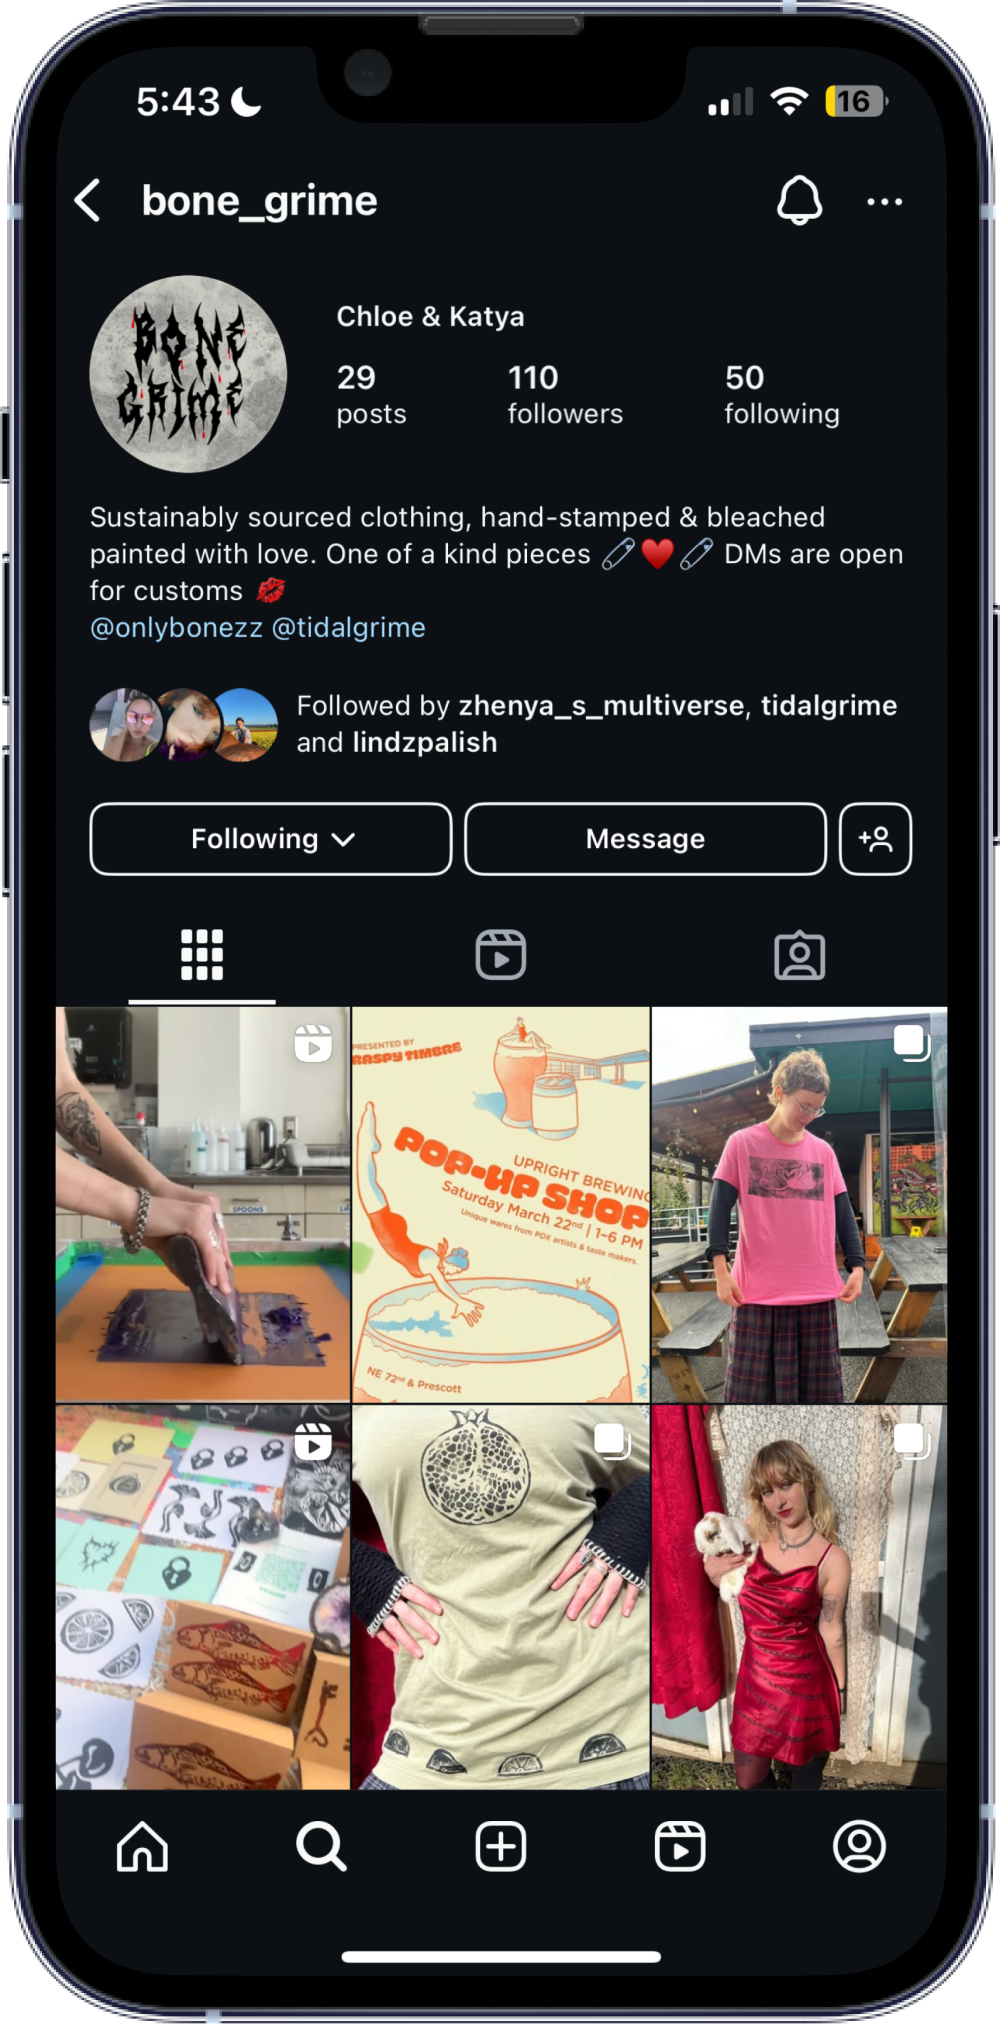 5:43
16
bone_grime
BONE
GRIME
Chloe & Katya
29 110 50
posts followers following
Sustainably sourced clothing, hand-stamped & bleached
painted with love. One of a kind pieces 🧷❤️🧷 DMs are open
for customs 💋
@onlybonezz @tidalgrime
Followed by zhenya_s_multiverse, tidalgrime
and lindzpalish
Following Message
SPOONS
PRESENTED BY
RASPY TIMBRE
POP-UP SHOP
UPRIGHT BREWING
Saturday March 22nd | 1-6 PM
Unique wares from PDX artists & taste makers.
NE 72nd & Prescott